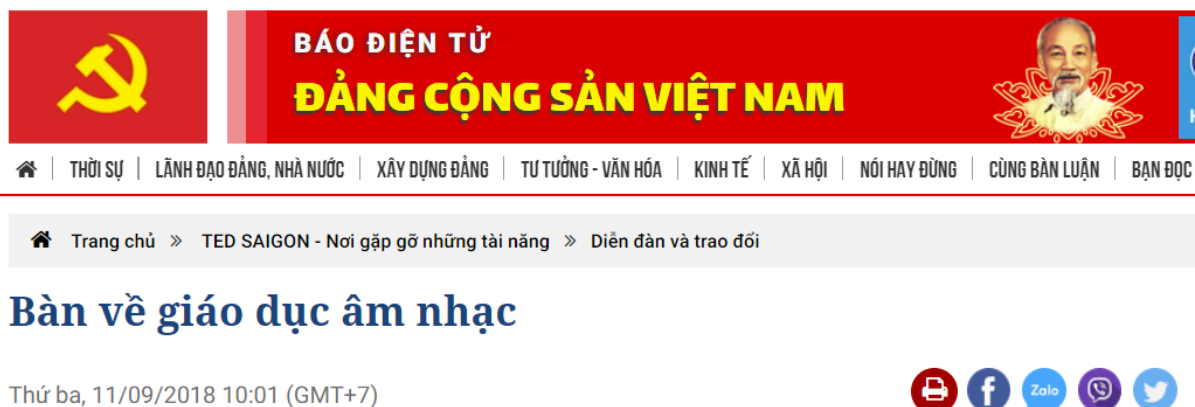 BÁO ĐIỆN TỬ
ĐẢNG CỘNG SẢN VIỆT NAM
THỜI SỰ | LÃNH ĐẠO ĐẢNG, NHÀ NƯỚC | XÂY DỰNG ĐẢNG | TƯ TƯỞNG - VĂN HÓA | KINH TẾ | XÃ HỘI | NÓI HAY ĐỪNG | CÙNG BÀN LUẬN | BẠN ĐỌC
Trang chủ » TED SAIGON - Nơi gặp gỡ những tài năng » Diễn đàn và trao đổi
Bàn về giáo dục âm nhạc
Thứ ba, 11/09/2018 10:01 (GMT+7)
Zalo